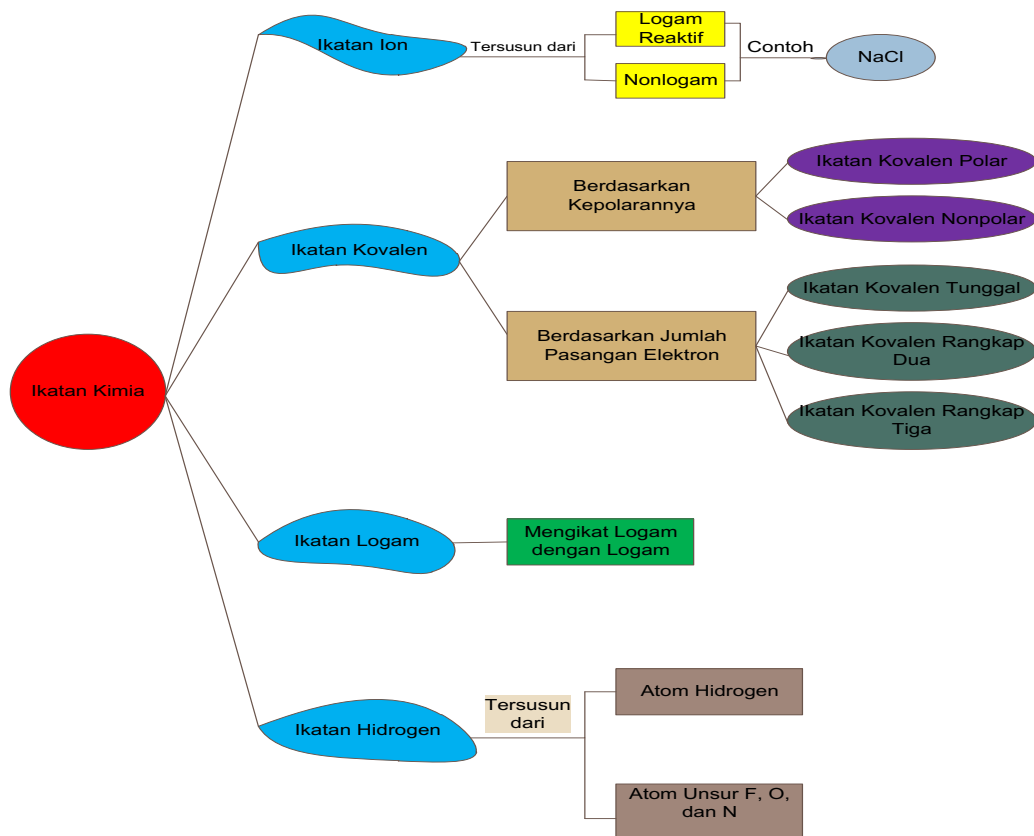 Ikatan Kimia
Ikatan Ion
Tersusun dari
Logam
Reaktif
Nonlogam
Contoh
NaCl
Ikatan Kovalen
Berdasarkan
Kepolarannya
Ikatan Kovalen Polar
Ikatan Kovalen Nonpolar
Berdasarkan Jumlah
Pasangan Elektron
Ikatan Kovalen Tunggal
Ikatan Kovalen Rangkap
Dua
Ikatan Kovalen Rangkap
Tiga
Ikatan Logam
Mengikat Logam
dengan Logam
Ikatan Hidrogen
Tersusun
dari
Atom Hidrogen
Atom Unsur F, O,
dan N